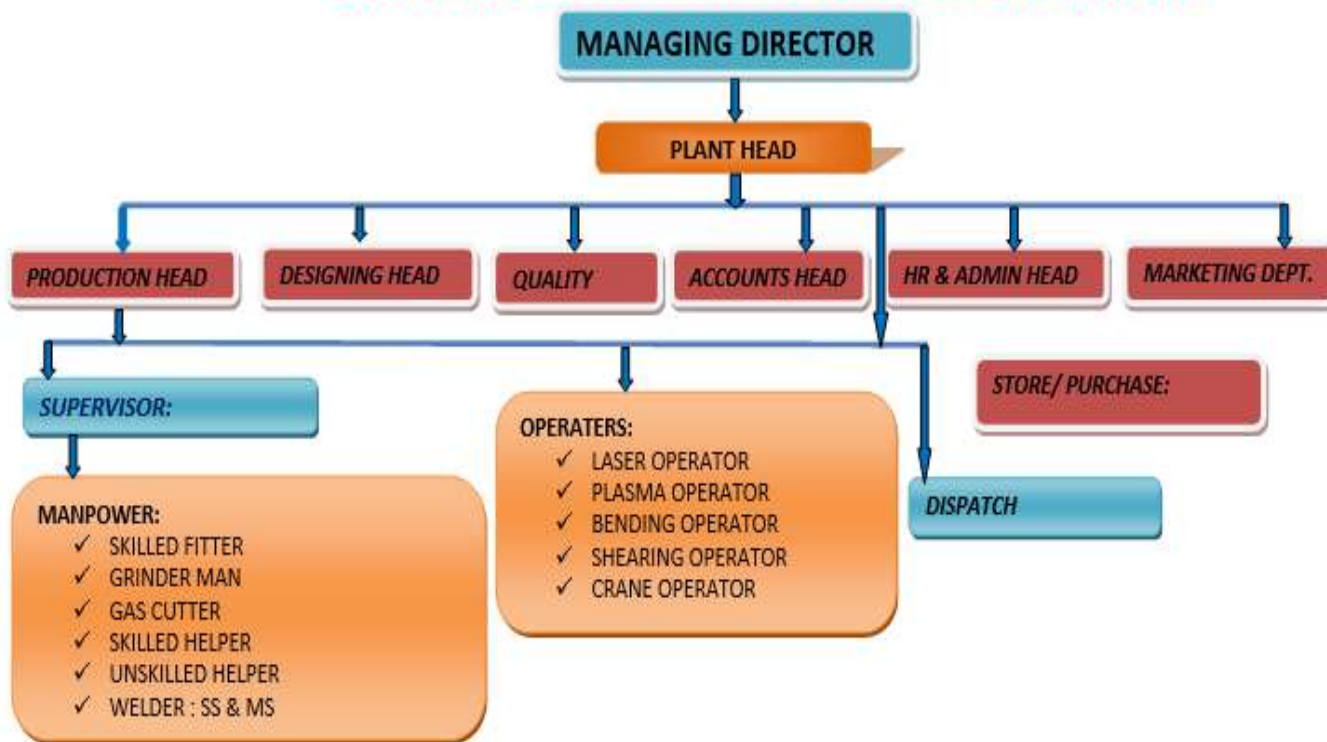 MANAGING DIRECTOR
PLANT HEAD
PRODUCTION HEAD
DESIGNING HEAD
QUALITY
ACCOUNTS HEAD
HR & ADMIN HEAD
MARKETING DEPT.
STORE/ PURCHASE:
SUPERVISOR:
OPERATERS:
✓ LASER OPERATOR
✓ PLASMA OPERATOR
✓ BENDING OPERATOR
✓ SHEARING OPERATOR
✓ CRANE OPERATOR
DISPATCH
MANPOWER:
✓ SKILLED FITTER
✓ GRINDER MAN
✓ GAS CUTTER
✓ SKILLED HELPER
✓ UNSKILLED HELPER
✓ WELDER : SS & MS